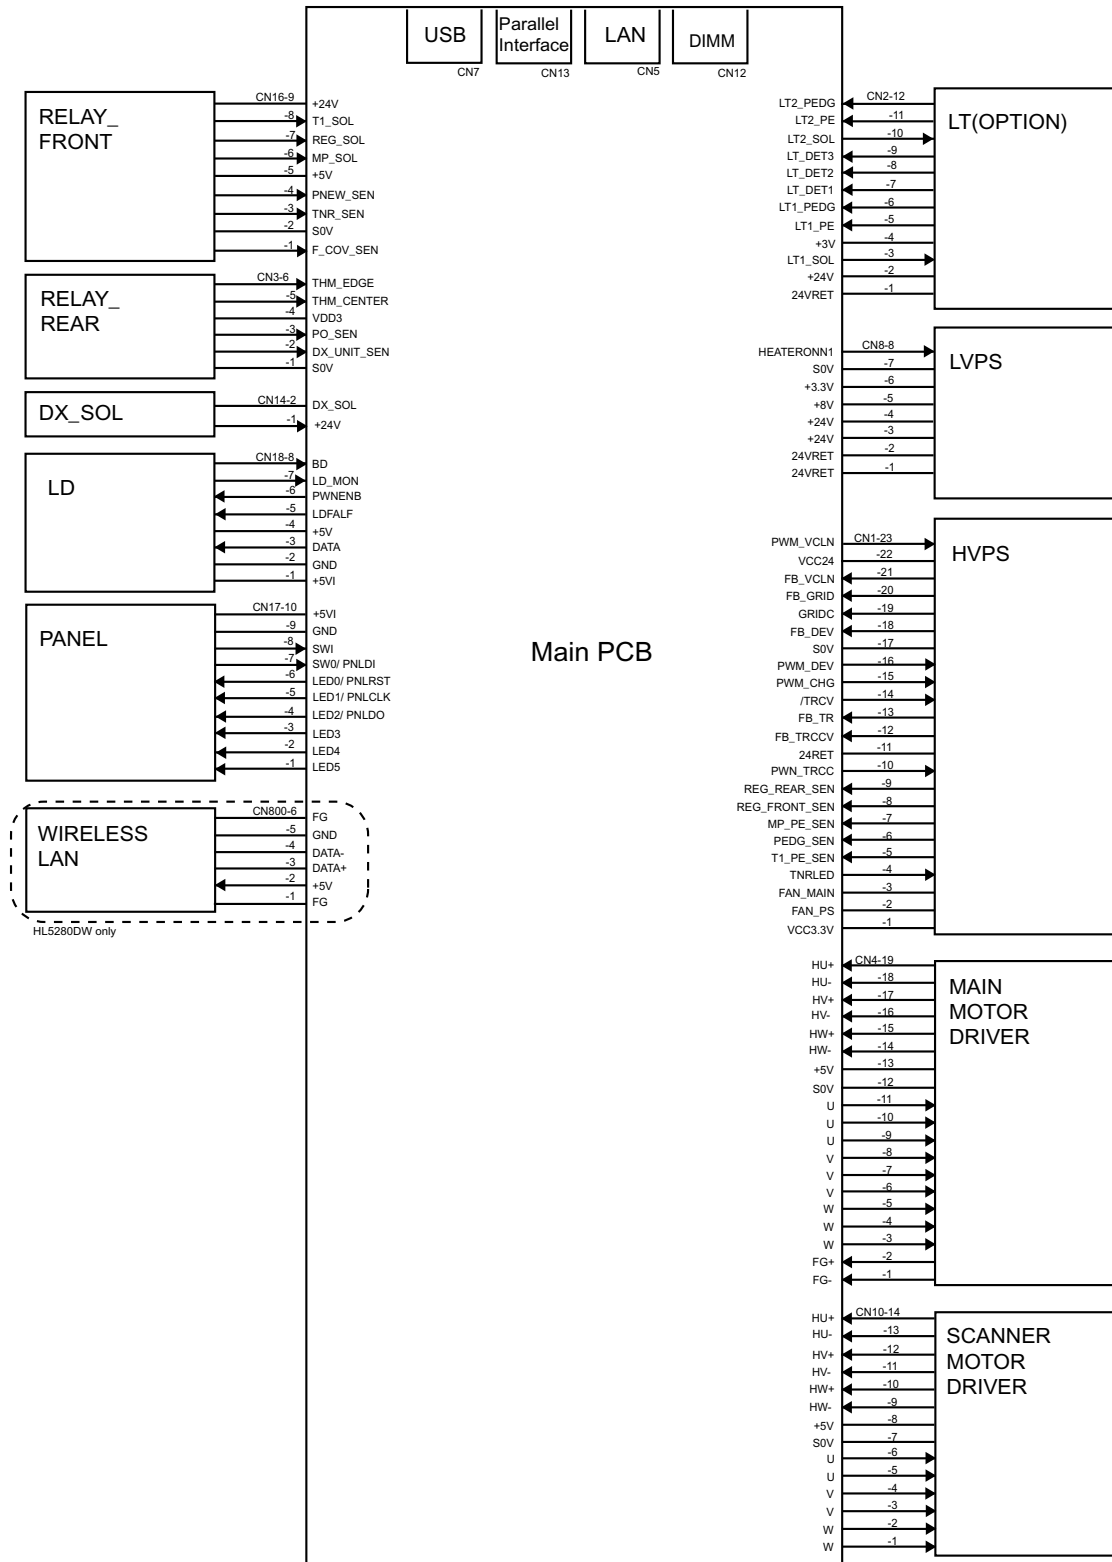 USB
CN7
Parallel
Interface
CN13
LAN
CN5
DIMM
CN12
RELAY_
FRONT
CN16-9 +24V
-8 T1_SOL
-7 REG_SOL
-6 MP_SOL
-5 +5V
-4 PNEW_SEN
-3 TNR_SEN
-2 S0V
-1 F_COV_SEN
RELAY_
REAR
CN3-6 THM_EDGE
-5 THM_CENTER
-4 VDD3
-3 PO_SEN
-2 DX_UNIT_SEN
-1 S0V
DX_SOL
CN14-2 DX_SOL
-1 +24V
LD
CN18-8 BD
-7 LD_MON
-6 PWNENB
-5 LDFALF
-4 +5V
-3 DATA
-2 GND
-1 +5VI
PANEL
CN17-10 +5VI
-9 GND
-8 SWI
-7 SW0/ PNLDI
-6 LED0/ PNLRST
-5 LED1/ PNLCLK
-4 LED2/ PNLDO
-3 LED3
-2 LED4
-1 LED5
WIRELESS
LAN
CN800-6 FG
-5 GND
-4 DATA-
-3 DATA+
-2 +5V
-1 FG
HL5280DW only
Main PCB
LT(OPTION)
LT2_PEDG CN2-12
LT2_PE -11
LT2_SOL -10
LT_DET3 -9
LT_DET2 -8
LT_DET1 -7
LT1_PEDG -6
LT1_PE -5
+3V -4
LT1_SOL -3
+24V -2
24VRET -1
LVPS
HEATERONN1 CN8-8
S0V -7
+3.3V -6
+8V -5
+24V -4
+24V -3
24VRET -2
24VRET -1
HVPS
PWM_VCLN CN1-23
VCC24 -22
FB_VCLN -21
FB_GRID -20
GRIDC -19
FB_DEV -18
S0V -17
PWM_DEV -16
PWM_CHG -15
/TRCV -14
FB_TR -13
FB_TRCCV -12
24RET -11
PWN_TRCC -10
REG_REAR_SEN -9
REG_FRONT_SEN -8
MP_PE_SEN -7
PEDG_SEN -6
T1_PE_SEN -5
TNRLED -4
FAN_MAIN -3
FAN_PS -2
VCC3.3V -1
MAIN
MOTOR
DRIVER
HU+ CN4-19
HU- -18
HV+ -17
HV- -16
HW+ -15
HW- -14
+5V -13
S0V -12
U -11
U -10
U -9
V -8
V -7
V -6
W -5
W -4
W -3
FG+ -2
FG- -1
SCANNER
MOTOR
DRIVER
HU+ CN10-14
HU- -13
HV+ -12
HV- -11
HW+ -10
HW- -9
+5V -8
S0V -7
U -6
U -5
V -4
V -3
W -2
W -1